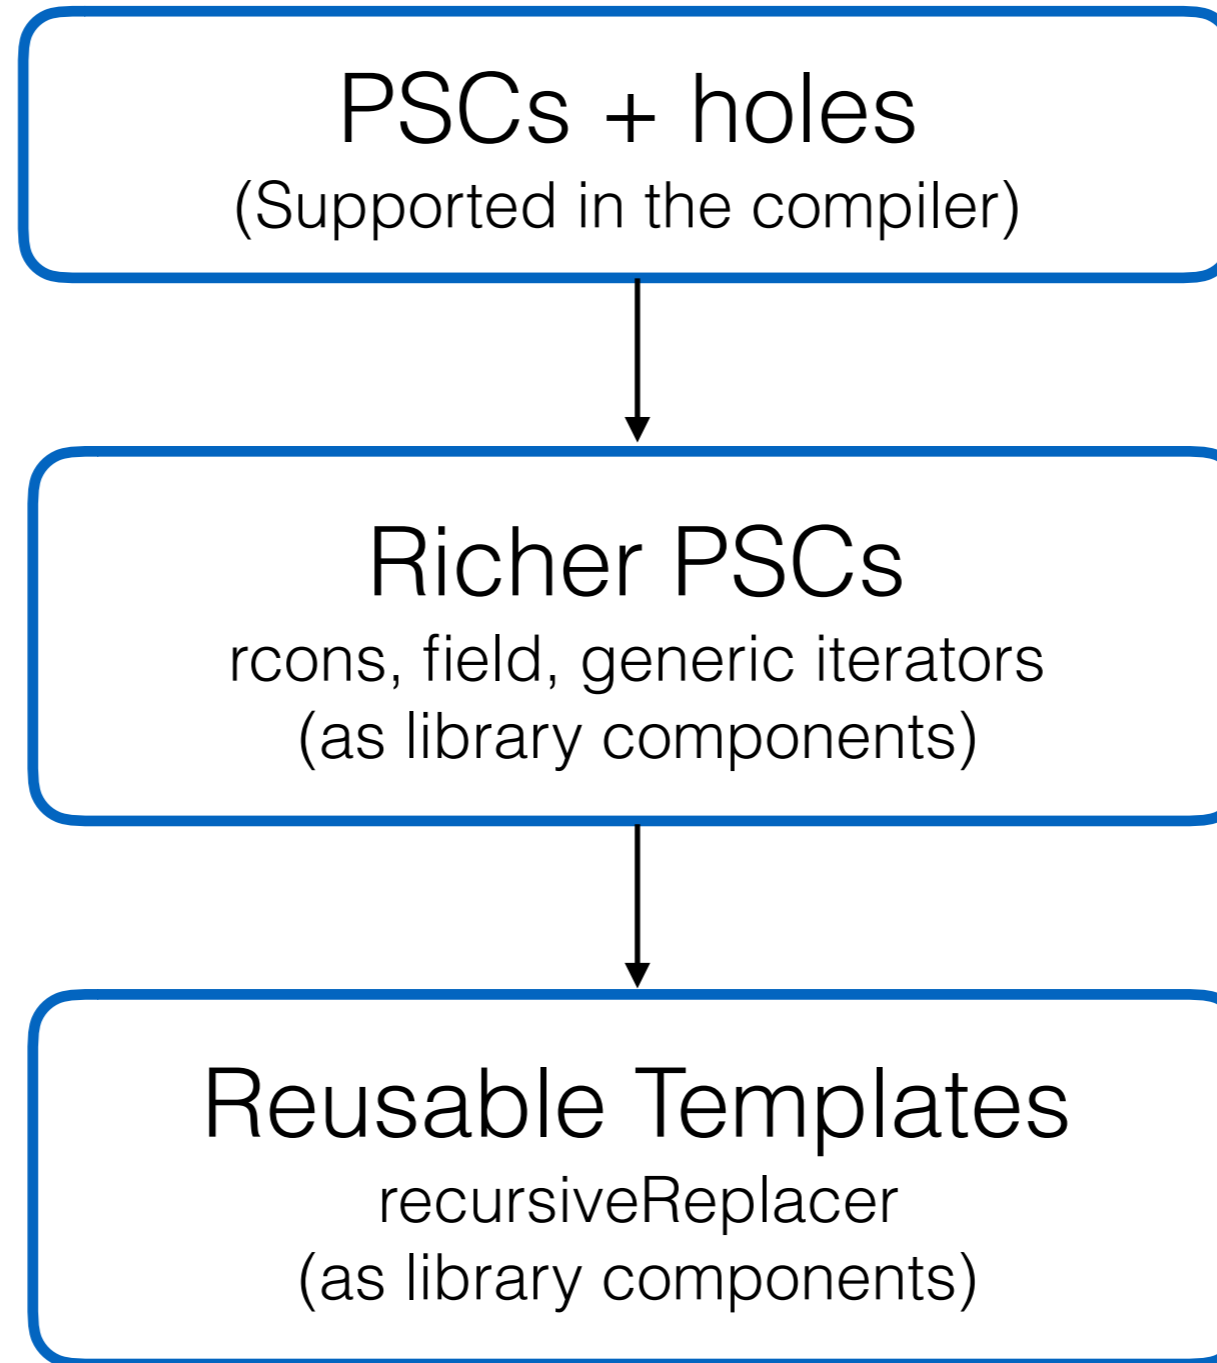 PSCs + holes
(Supported in the compiler)
Richer PSCs
rcons, field, generic iterators
(as library components)
Reusable Templates
recursiveReplacer
(as library components)